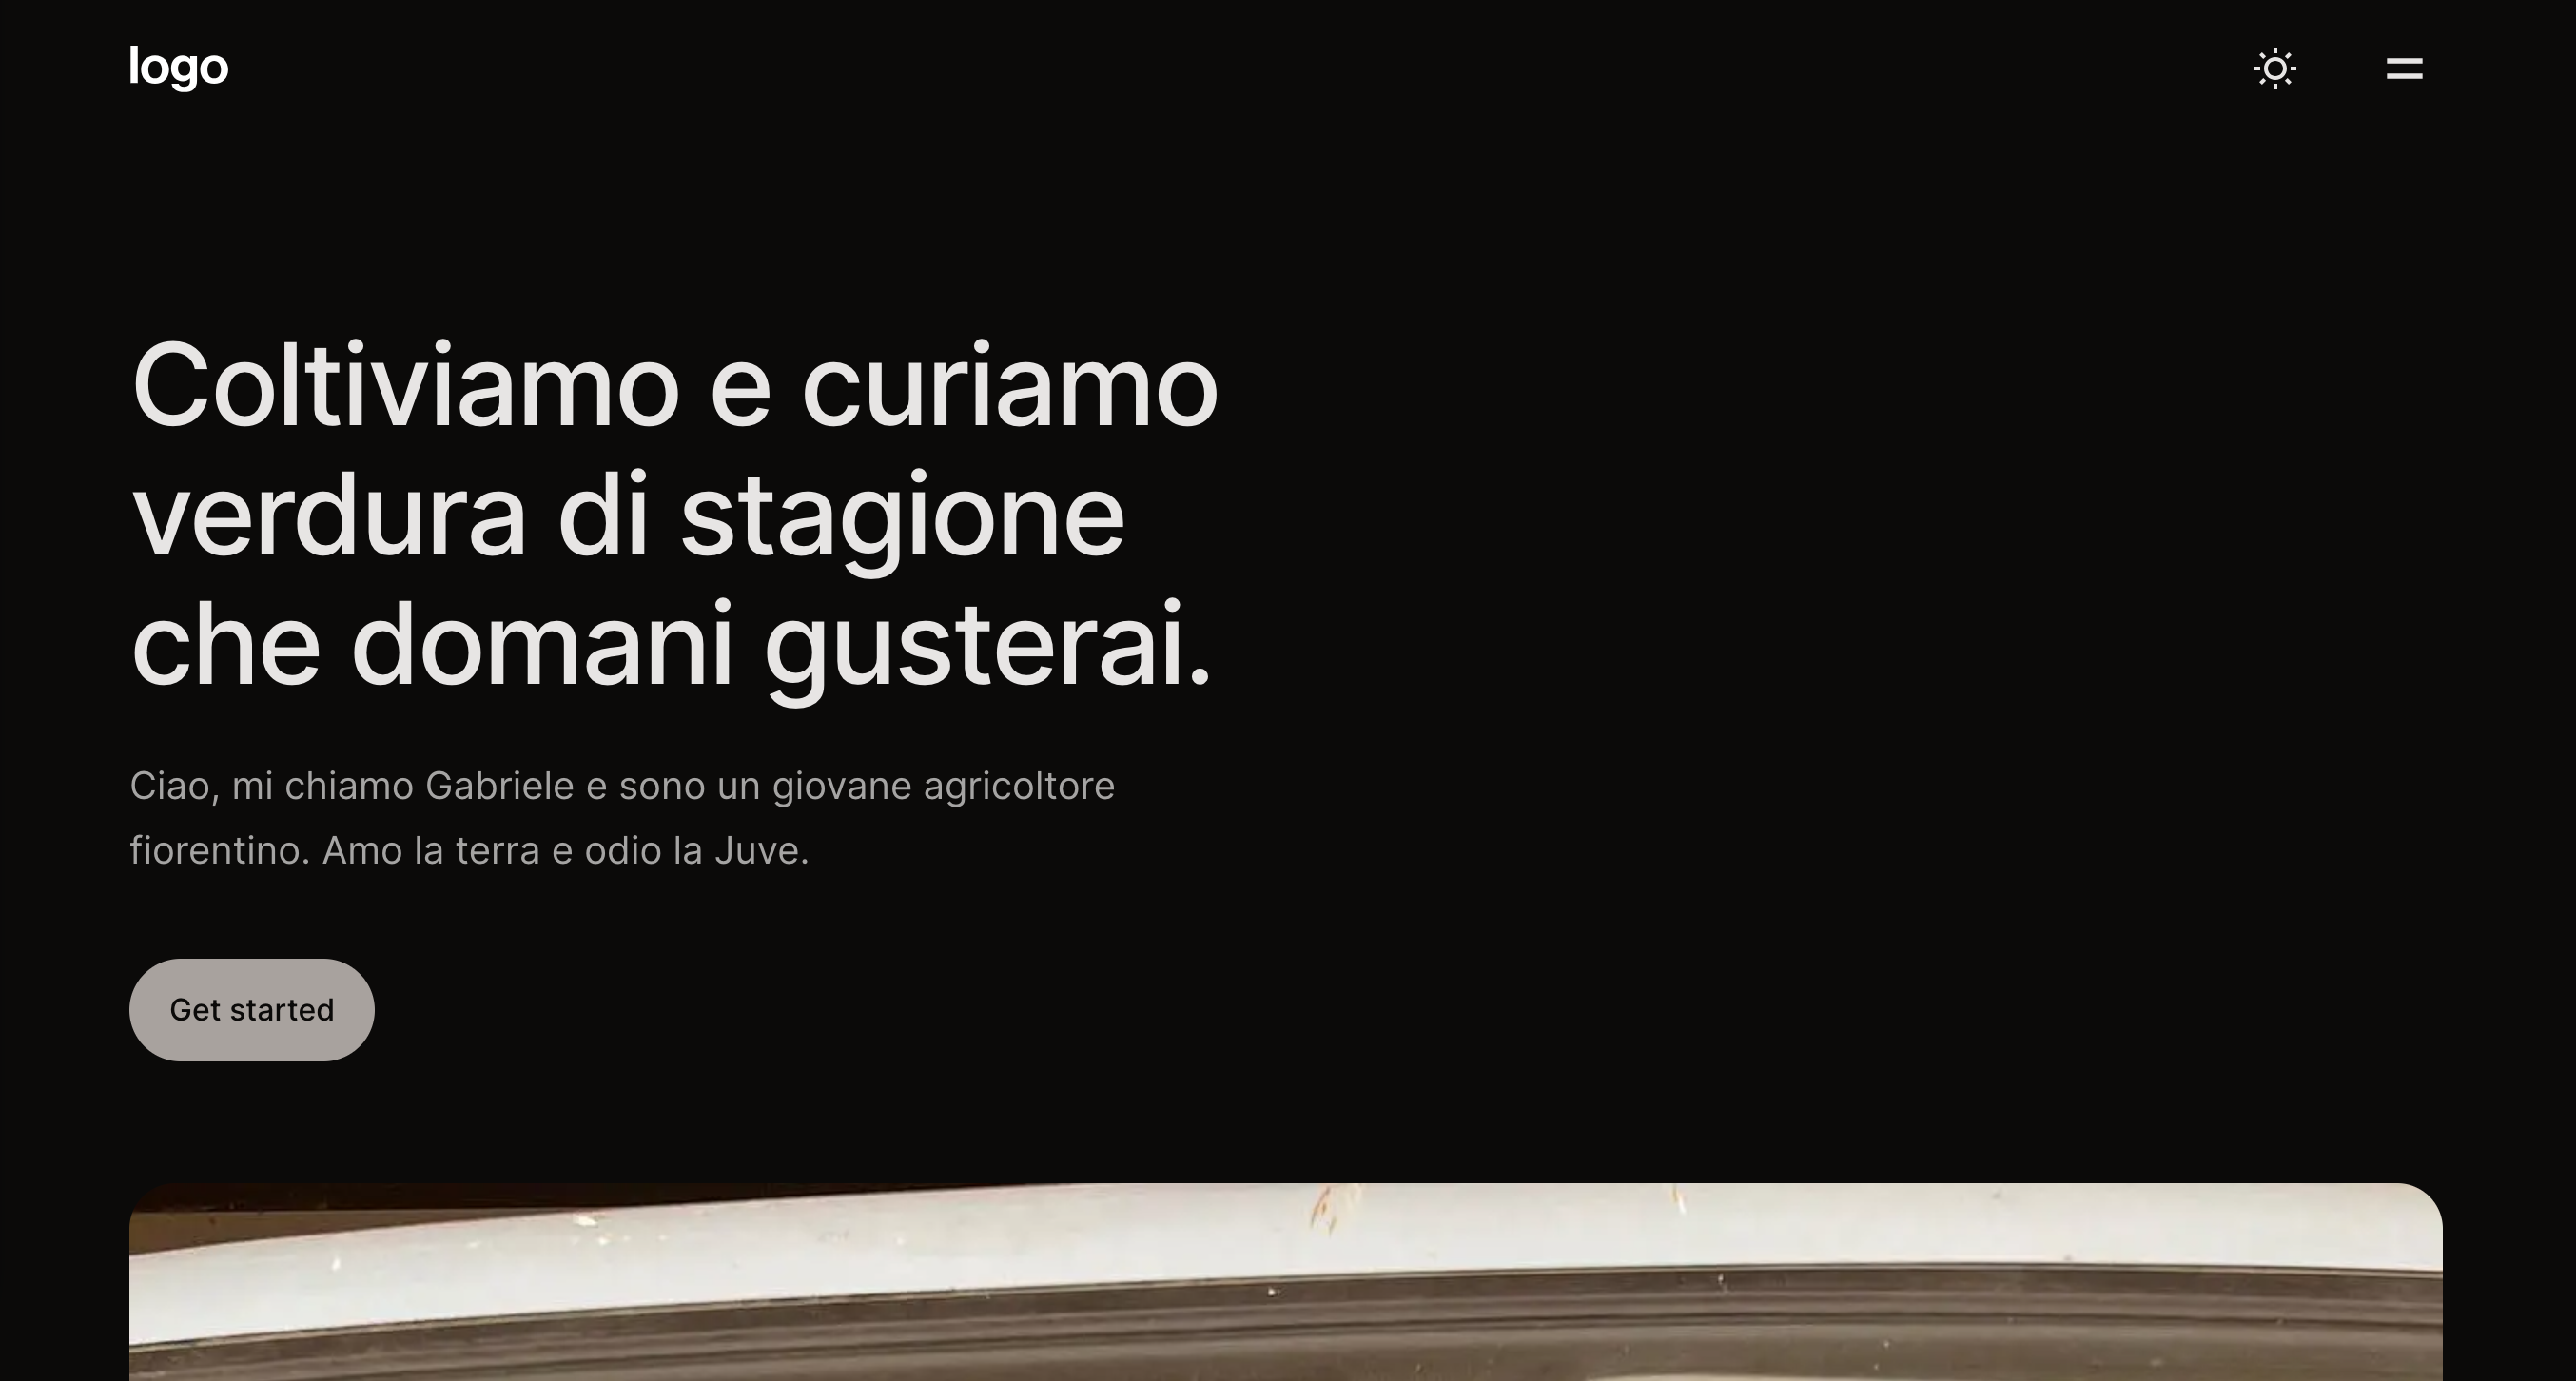 logo
Coltiviamo e curiamo
verdura di stagione
che domani gusterai.
Ciao, mi chiamo Gabriele e sono un giovane agricoltore
fiorentino. Amo la terra e odio la Juve.
Get started